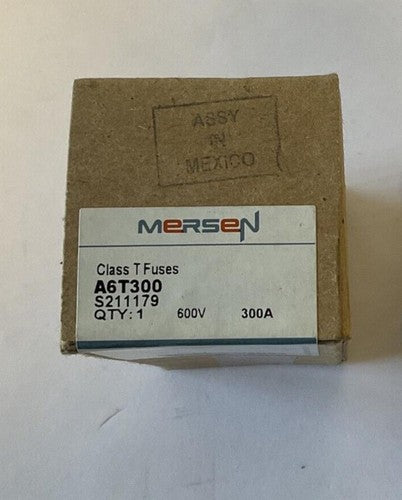 ASSY
IN
MEXICO
MERSEN
Class T Fuses
A6T300
S211179
QTY: 1 600V 300A